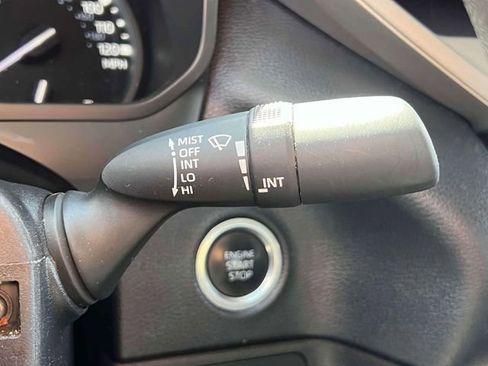 100
110
120
MPH
MIST
OFF
INT
LO
HI
INT
ENGINE
START
STOP